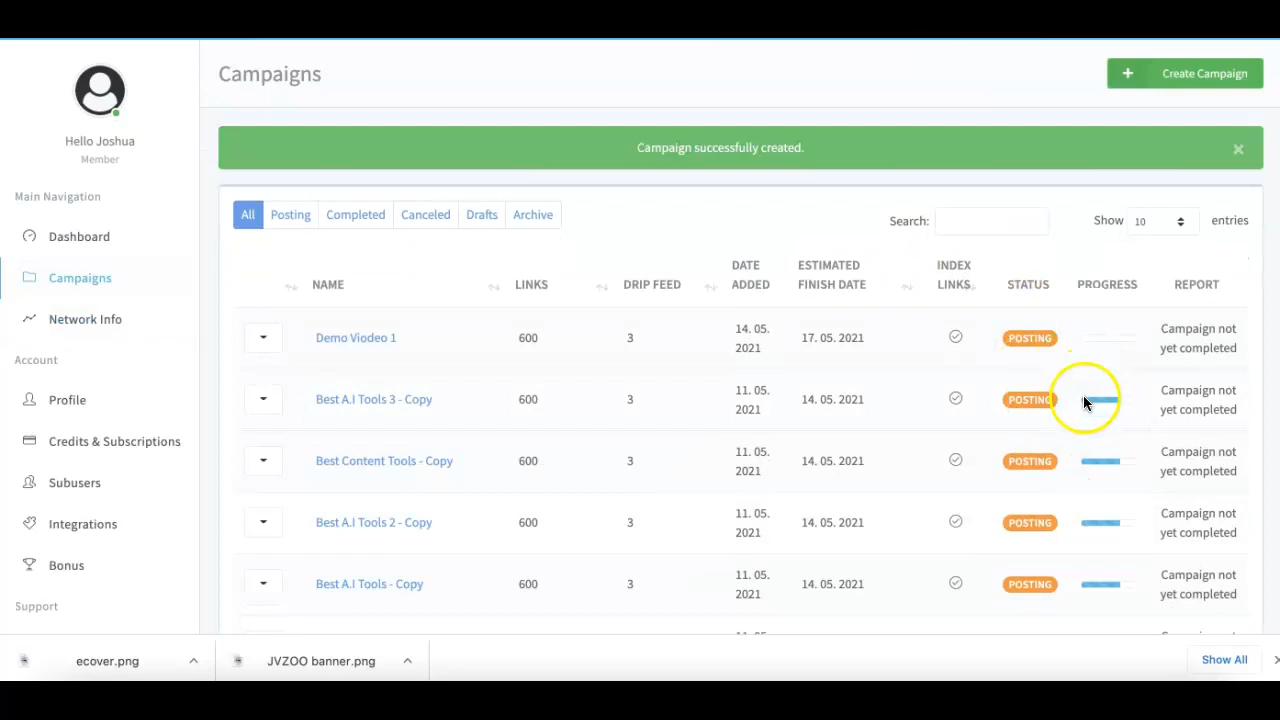 Hello Joshua
Member
Main Navigation
Dashboard
Campaigns
Network Info
Account
Profile
Credits & Subscriptions
Subusers
Integrations
Bonus
Support
Campaigns
+ Create Campaign
Campaign successfully created. ×
All Posting Completed Canceled Drafts Archive
Search: Show 10 entries
NAME LINKS DRIP FEED DATE ADDED ESTIMATED FINISH DATE INDEX LINKS STATUS PROGRESS REPORT
Demo Viodeo 1 600 3 14. 05. 2021 17. 05. 2021 POSTING Campaign not yet completed
Best A.I Tools 3 - Copy 600 3 11. 05. 2021 14. 05. 2021 POSTING Campaign not yet completed
Best Content Tools - Copy 600 3 11. 05. 2021 14. 05. 2021 POSTING Campaign not yet completed
Best A.I Tools 2 - Copy 600 3 11. 05. 2021 14. 05. 2021 POSTING Campaign not yet completed
Best A.I Tools - Copy 600 3 11. 05. 2021 14. 05. 2021 POSTING Campaign not yet completed
ecover.png JVZOO banner.png Show All